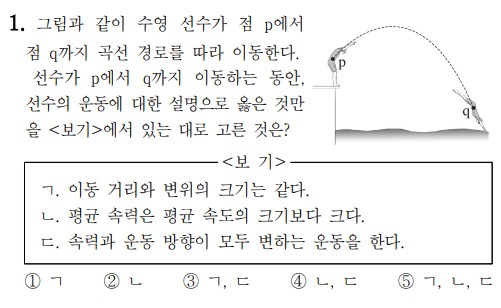 1. 그림과 같이 수영 선수가 점 p에서
점 q까지 곡선 경로를 따라 이동한다.
선수가 p에서 q까지 이동하는 동안,
선수의 운동에 대한 설명으로 옳은 것만
을 <보기>에서 있는 대로 고른 것은?
p
q
<보 기>
ㄱ. 이동 거리와 변위의 크기는 같다.
ㄴ. 평균 속력은 평균 속도의 크기보다 크다.
ㄷ. 속력과 운동 방향이 모두 변하는 운동을 한다.
① ㄱ ② ㄴ ③ ㄱ, ㄷ ④ ㄴ, ㄷ ⑤ ㄱ, ㄴ, ㄷ